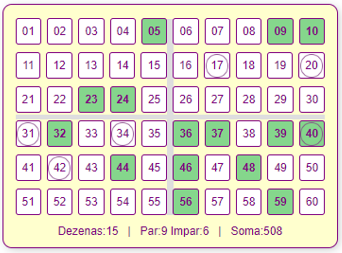 01 02 03 04 05 06 07 08 09 10
11 12 13 14 15 16 17 18 19 20
21 22 23 24 25 26 27 28 29 30
31 32 33 34 35 36 37 38 39 40
41 42 43 44 45 46 47 48 49 50
51 52 53 54 55 56 57 58 59 60
Dezenas:15 | Par:9 Impar:6 | Soma:508